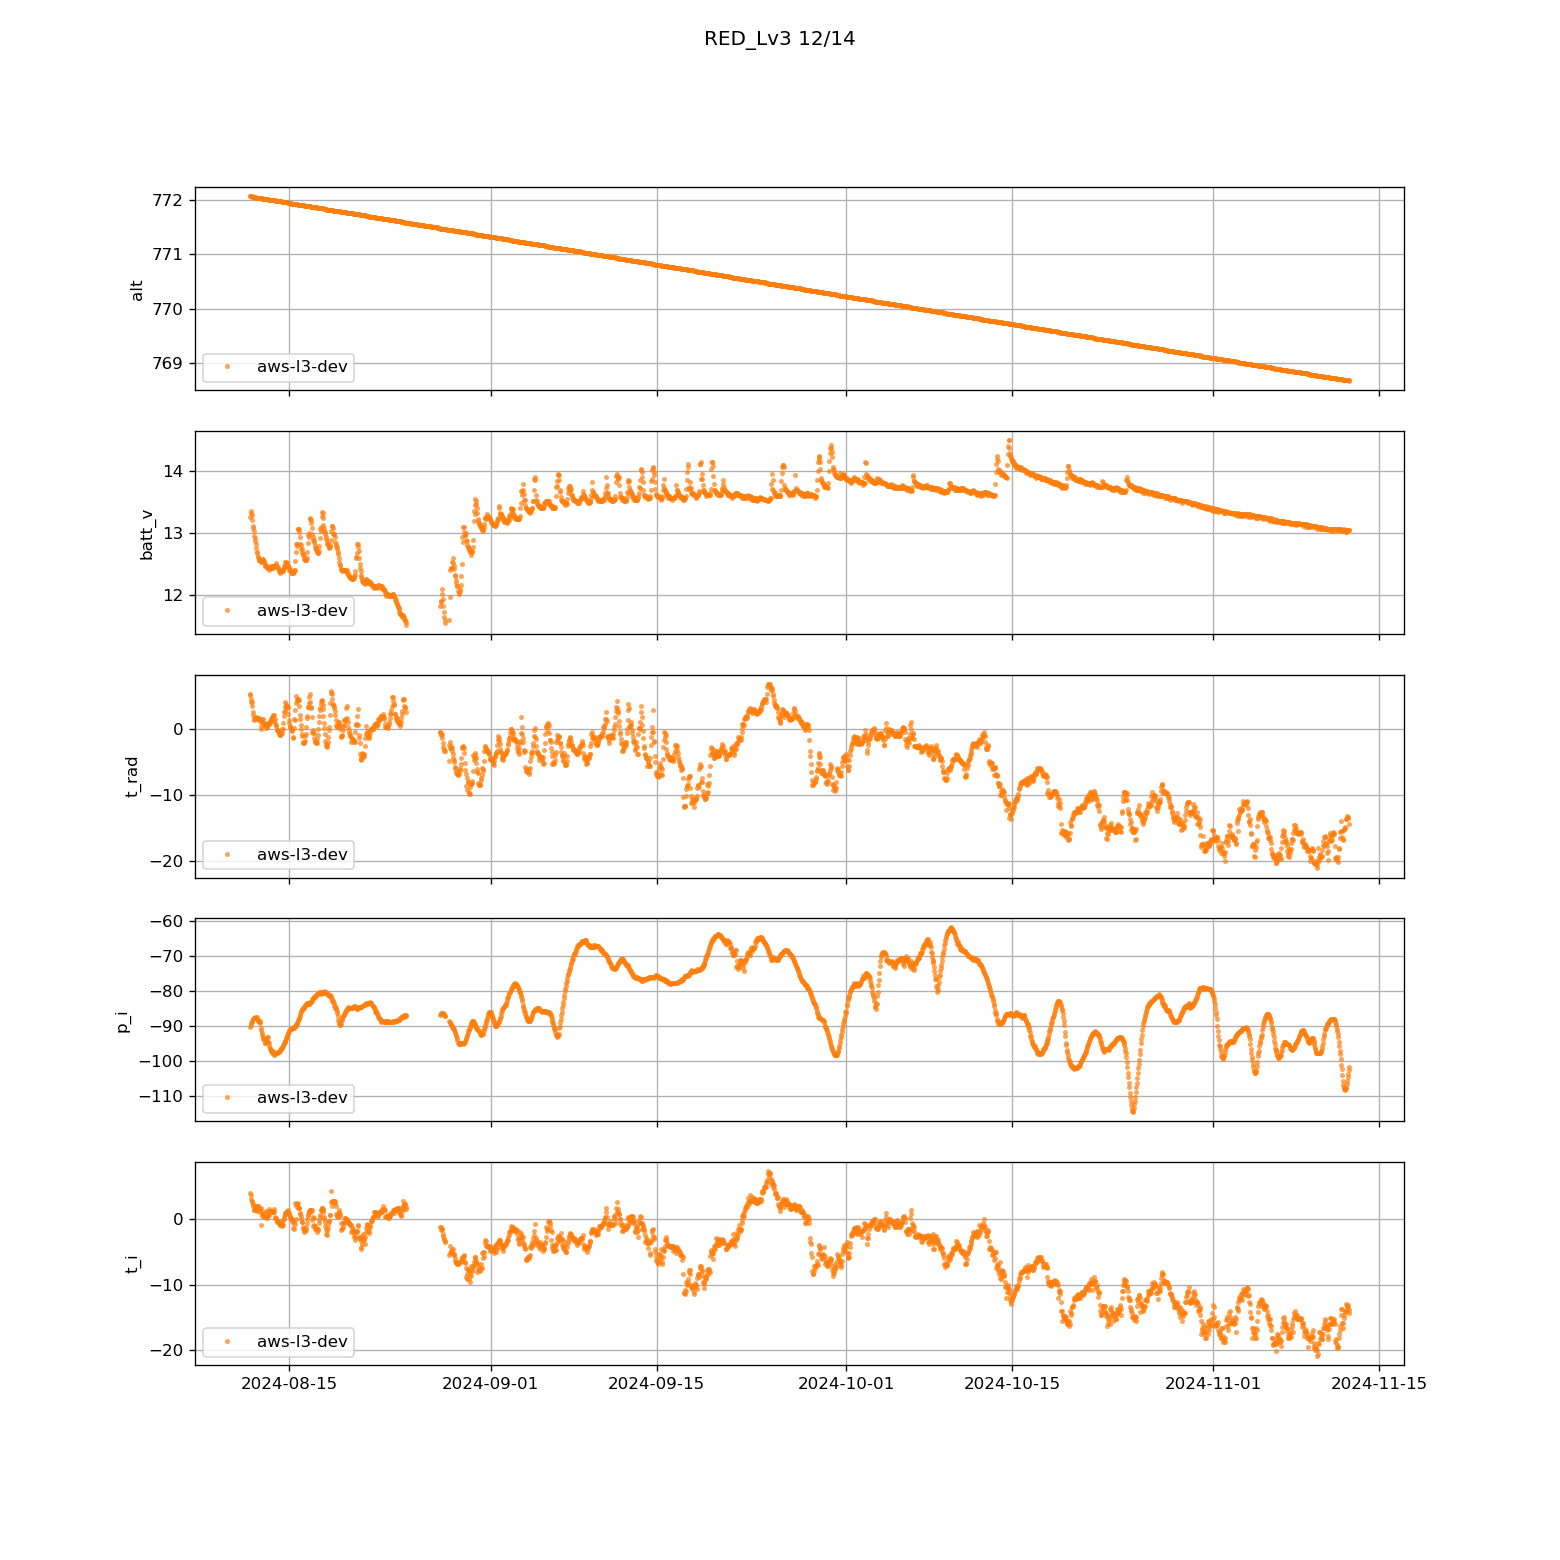 RED_Lv3 12/14
772
771
770
769
alt
aws-l3-dev
14
13
12
batt_v
aws-l3-dev
0
−10
−20
t_rad
aws-l3-dev
−60
−70
−80
−90
−100
−110
p_i
aws-l3-dev
0
−10
−20
t_i
aws-l3-dev
2024-08-15 2024-09-01 2024-09-15 2024-10-01 2024-10-15 2024-11-01 2024-11-15